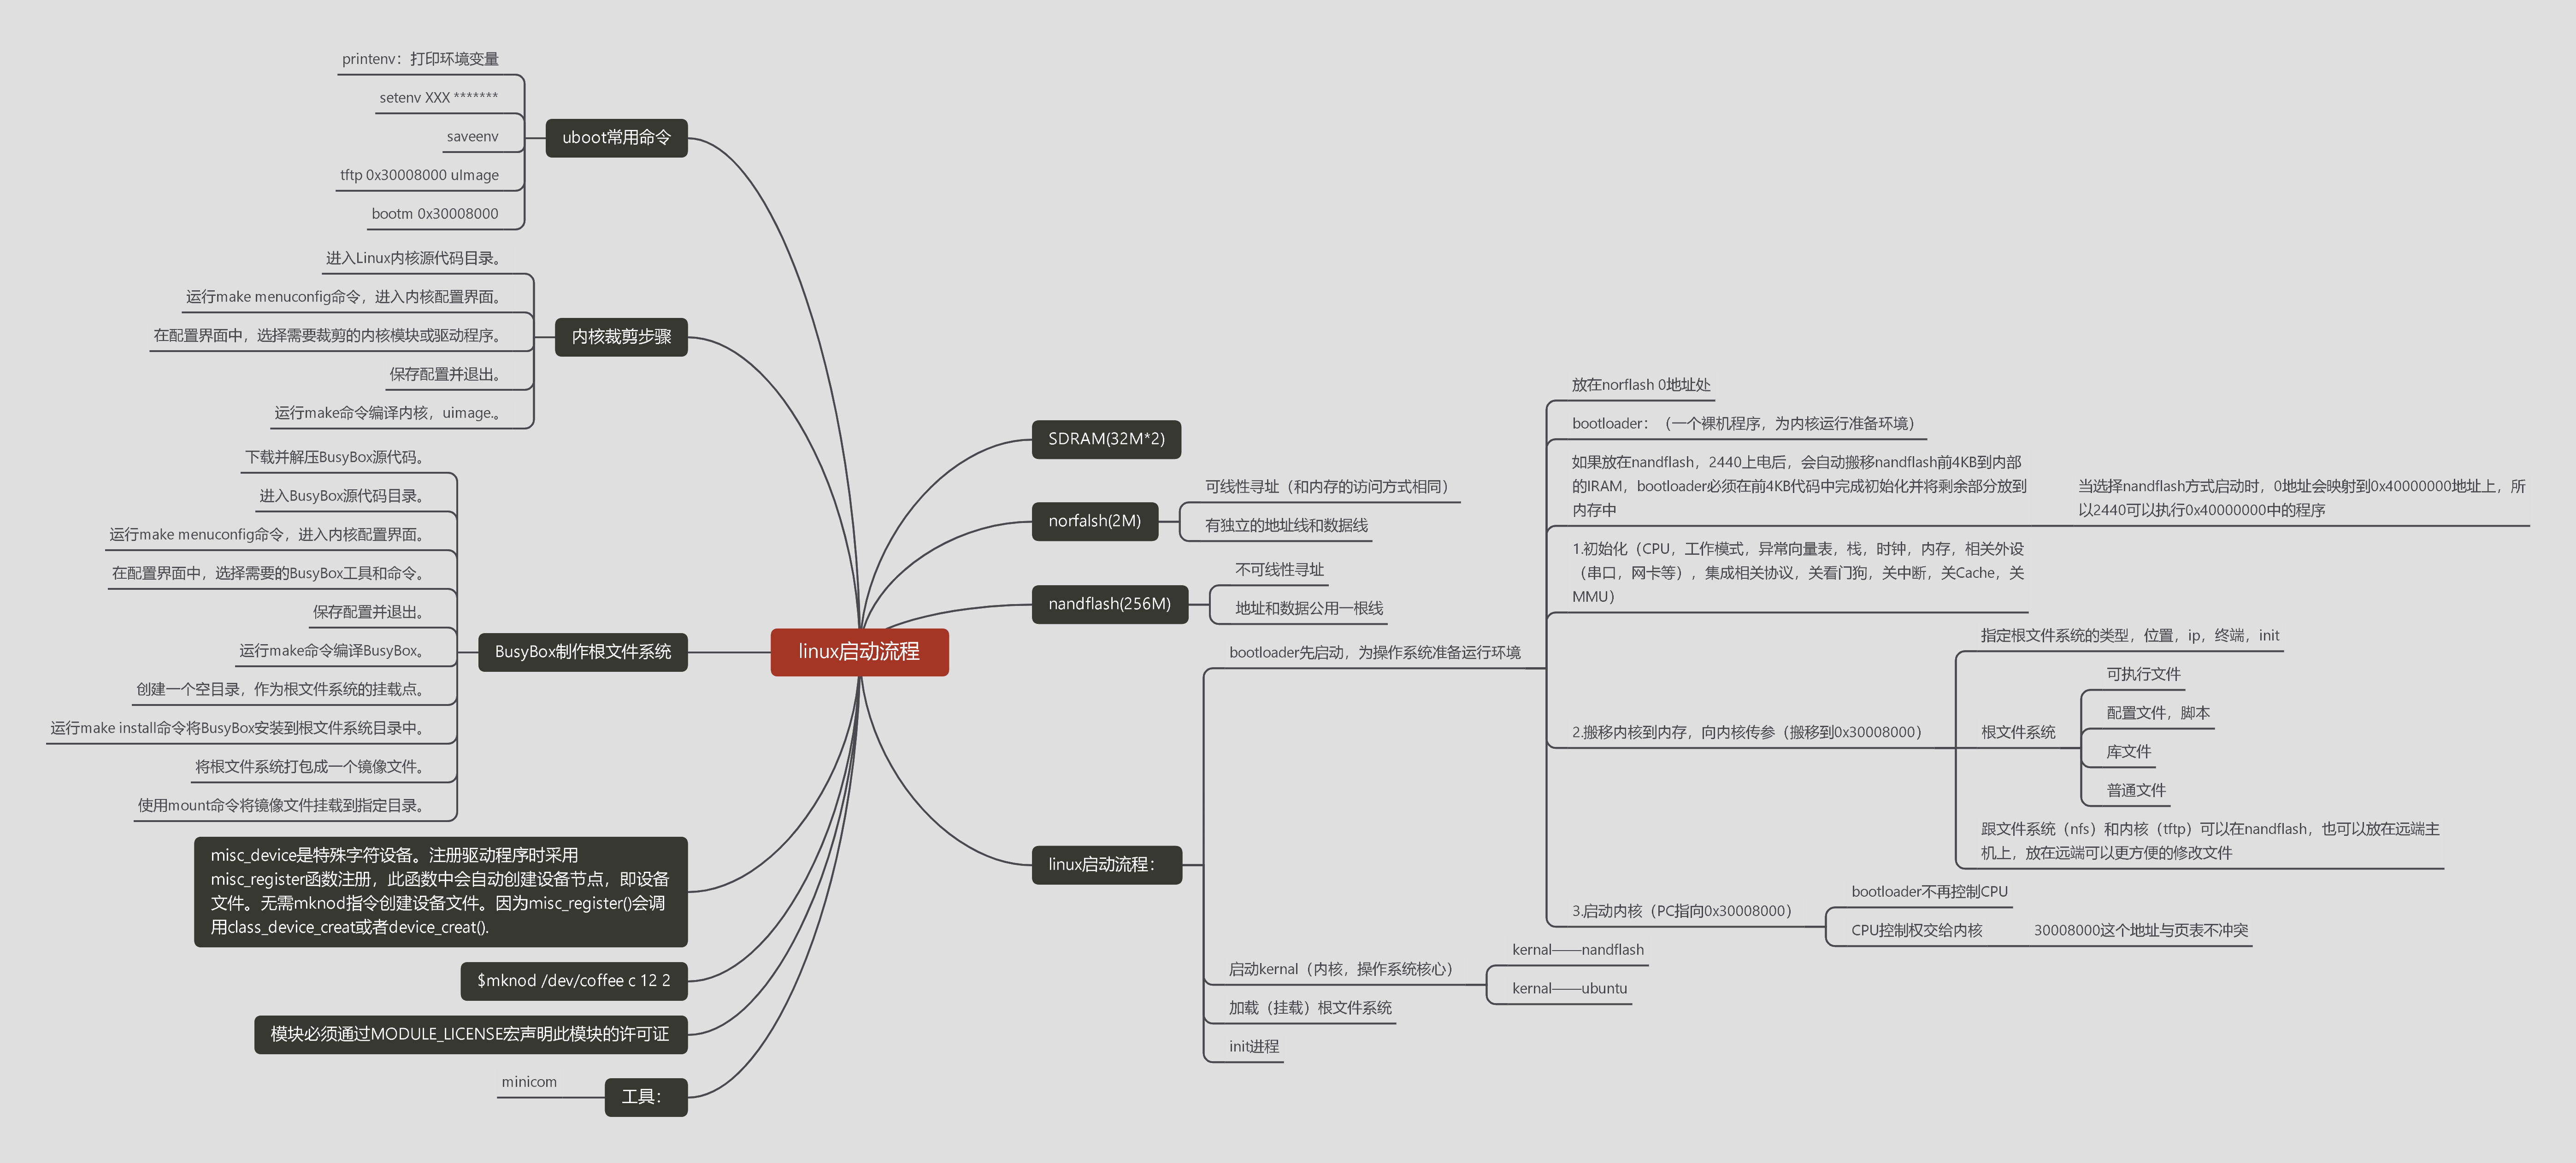 linux启动流程
uboot常用命令
printenv：打印环境变量
setenv XXX *******
saveenv
tftp 0x30008000 uImage
bootm 0x30008000
内核裁剪步骤
进入Linux内核源代码目录。
运行make menuconfig命令，进入内核配置界面。
在配置界面中，选择需要裁剪的内核模块或驱动程序。
保存配置并退出。
运行make命令编译内核，uimage.。
BusyBox制作根文件系统
下载并解压BusyBox源代码。
进入BusyBox源代码目录。
运行make menuconfig命令，进入内核配置界面。
在配置界面中，选择需要的BusyBox工具和命令。
保存配置并退出。
运行make命令编译BusyBox。
创建一个空目录，作为根文件系统的挂载点。
运行make install命令将BusyBox安装到根文件系统目录中。
将根文件系统打包成一个镜像文件。
使用mount命令将镜像文件挂载到指定目录。
misc_device是特殊字符设备。注册驱动程序时采用
misc_register函数注册，此函数中会自动创建设备节点，即设备
文件。无需mknod指令创建设备文件。因为misc_register()会调
用class_device_creat或者device_creat().
$mknod /dev/coffee c 12 2
模块必须通过MODULE_LICENSE宏声明此模块的许可证
工具：
minicom
SDRAM(32M*2)
norfalsh(2M)
可线性寻址（和内存的访问方式相同）
有独立的地址线和数据线
nandflash(256M)
不可线性寻址
地址和数据公用一根线
linux启动流程：
bootloader先启动，为操作系统准备运行环境
放在norflash 0地址处
bootloader：（一个裸机程序，为内核运行准备环境）
如果放在nandflash，2440上电后，会自动搬移nandflash前4KB到内部
的IRAM，bootloader必须在前4KB代码中完成初始化并将剩余部分放到
内存中
当选择nandflash方式启动时，0地址会映射到0x40000000地址上，所
以2440可以执行0x40000000中的程序
1.初始化（CPU，工作模式，异常向量表，栈，时钟，内存，相关外设
（串口，网卡等），集成相关协议，关看门狗，关中断，关Cache，关
MMU）
2.搬移内核到内存，向内核传参（搬移到0x30008000）
指定根文件系统的类型，位置，ip，终端，init
根文件系统
可执行文件
配置文件，脚本
库文件
普通文件
跟文件系统（nfs）和内核（tftp）可以在nandflash，也可以放在远端主
机上，放在远端可以更方便的修改文件
3.启动内核（PC指向0x30008000）
bootloader不再控制CPU
CPU控制权交给内核
30008000这个地址与页表不冲突
启动kernal（内核，操作系统核心）
kernal——nandflash
kernal——ubuntu
加载（挂载）根文件系统
init进程